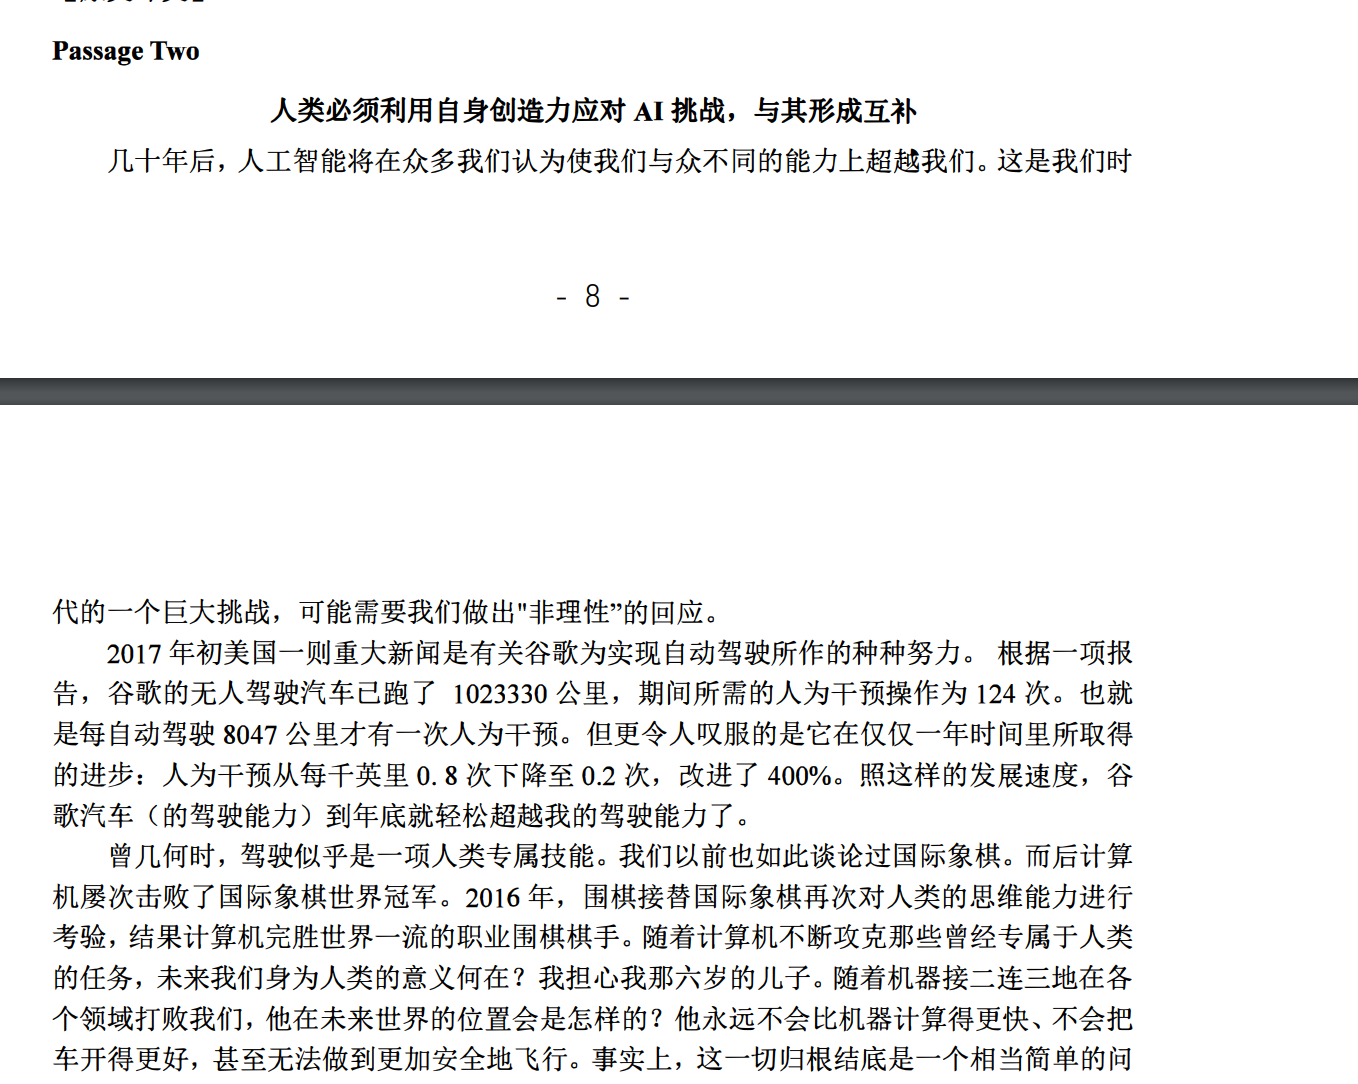 Passage Two
人类必须利用自身创造力应对 AI 挑战，与其形成互补
几十年后，人工智能将在众多我们认为使我们与众不同的能力上超越我们。这是我们时
- 8 -
代的一个巨大挑战，可能需要我们做出"非理性”的回应。
2017 年初美国一则重大新闻是有关谷歌为实现自动驾驶所作的种种努力。 根据一项报
告，谷歌的无人驾驶汽车已跑了 1023330 公里，期间所需的人为干预操作为 124 次。也就
是每自动驾驶 8047 公里才有一次人为干预。但更令人叹服的是它在仅仅一年时间里所取得
的进步：人为干预从每千英里 0. 8 次下降至 0.2 次，改进了 400%。照这样的发展速度，谷
歌汽车（的驾驶能力）到年底就轻松超越我的驾驶能力了。
曾几何时，驾驶似乎是一项人类专属技能。我们以前也如此谈论过国际象棋。而后计算
机屡次击败了国际象棋世界冠军。2016 年，围棋接替国际象棋再次对人类的思维能力进行
考验，结果计算机完胜世界一流的职业围棋棋手。随着计算机不断攻克那些曾经专属于人类
的任务，未来我们身为人类的意义何在？我担心我那六岁的儿子。随着机器接二连三地在各
个领域打败我们，他在未来世界的位置会是怎样的？他永远不会比机器计算得更快、不会把
车开得更好，甚至无法做到更加安全地飞行。事实上，这一切归根结底是一个相当简单的问